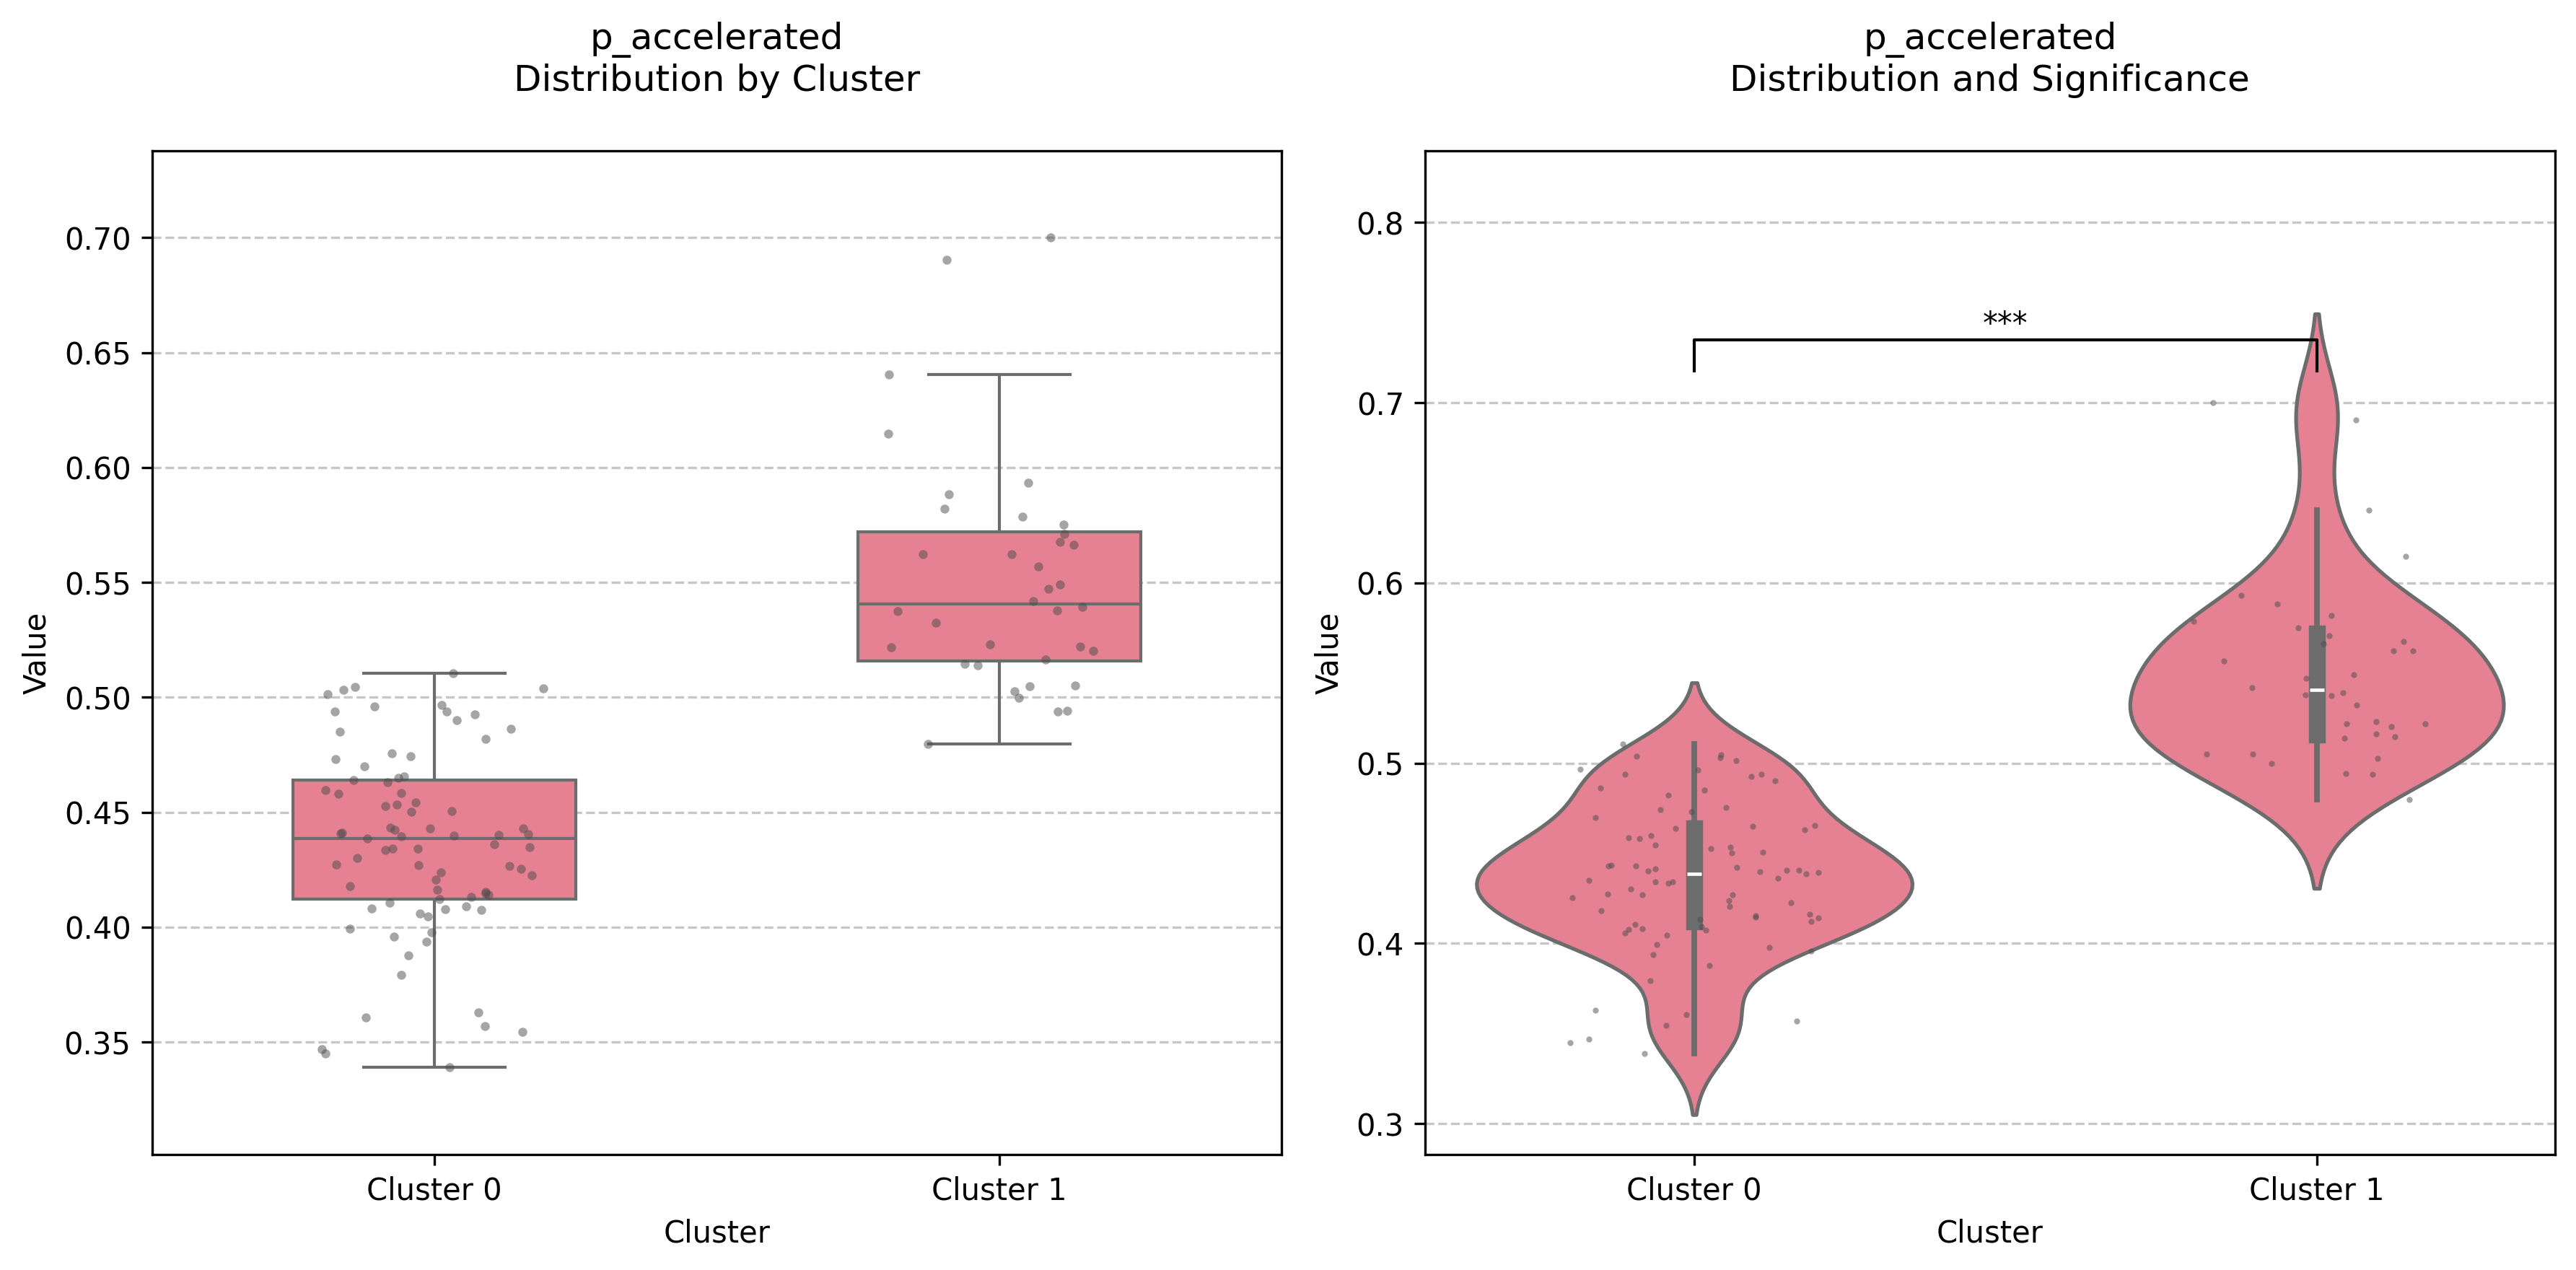 p_accelerated
Distribution by Cluster
0.70
0.65
0.60
0.55
0.50
0.45
0.40
0.35
Value
Cluster 0
Cluster 1
Cluster
p_accelerated
Distribution and Significance
0.8
0.7
0.6
0.5
0.4
0.3
Value
***
Cluster 0
Cluster 1
Cluster